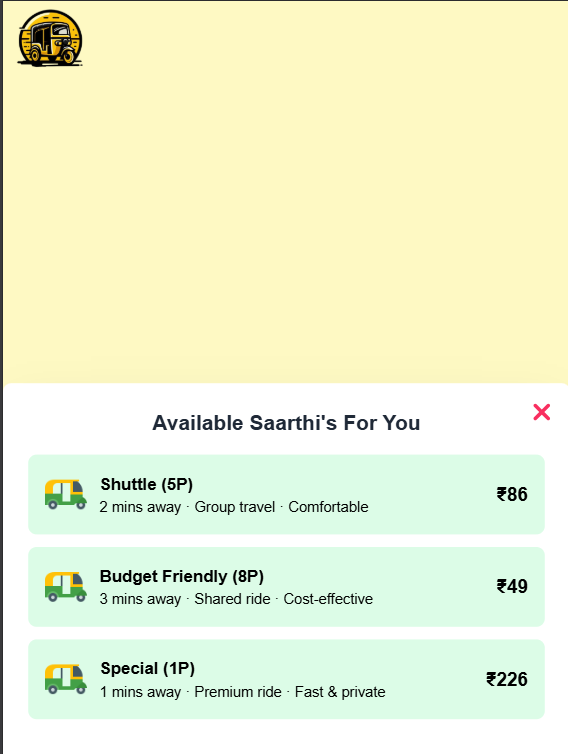 Available Saarthi's For You
Shuttle (5P)
2 mins away · Group travel · Comfortable
₹86
Budget Friendly (8P)
3 mins away · Shared ride · Cost-effective
₹49
Special (1P)
1 mins away · Premium ride · Fast & private
₹226